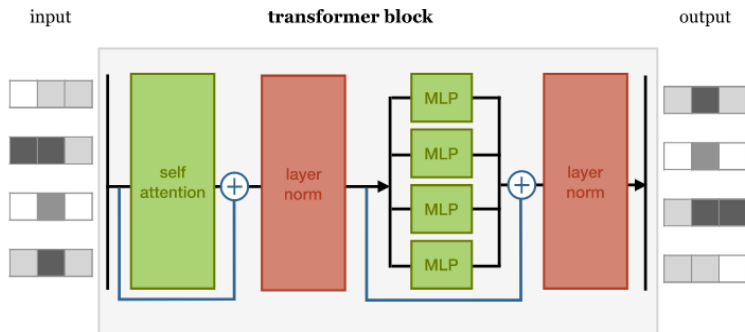 input
transformer block
output
self
attention
layer
norm
MLP
MLP
MLP
MLP
layer
norm